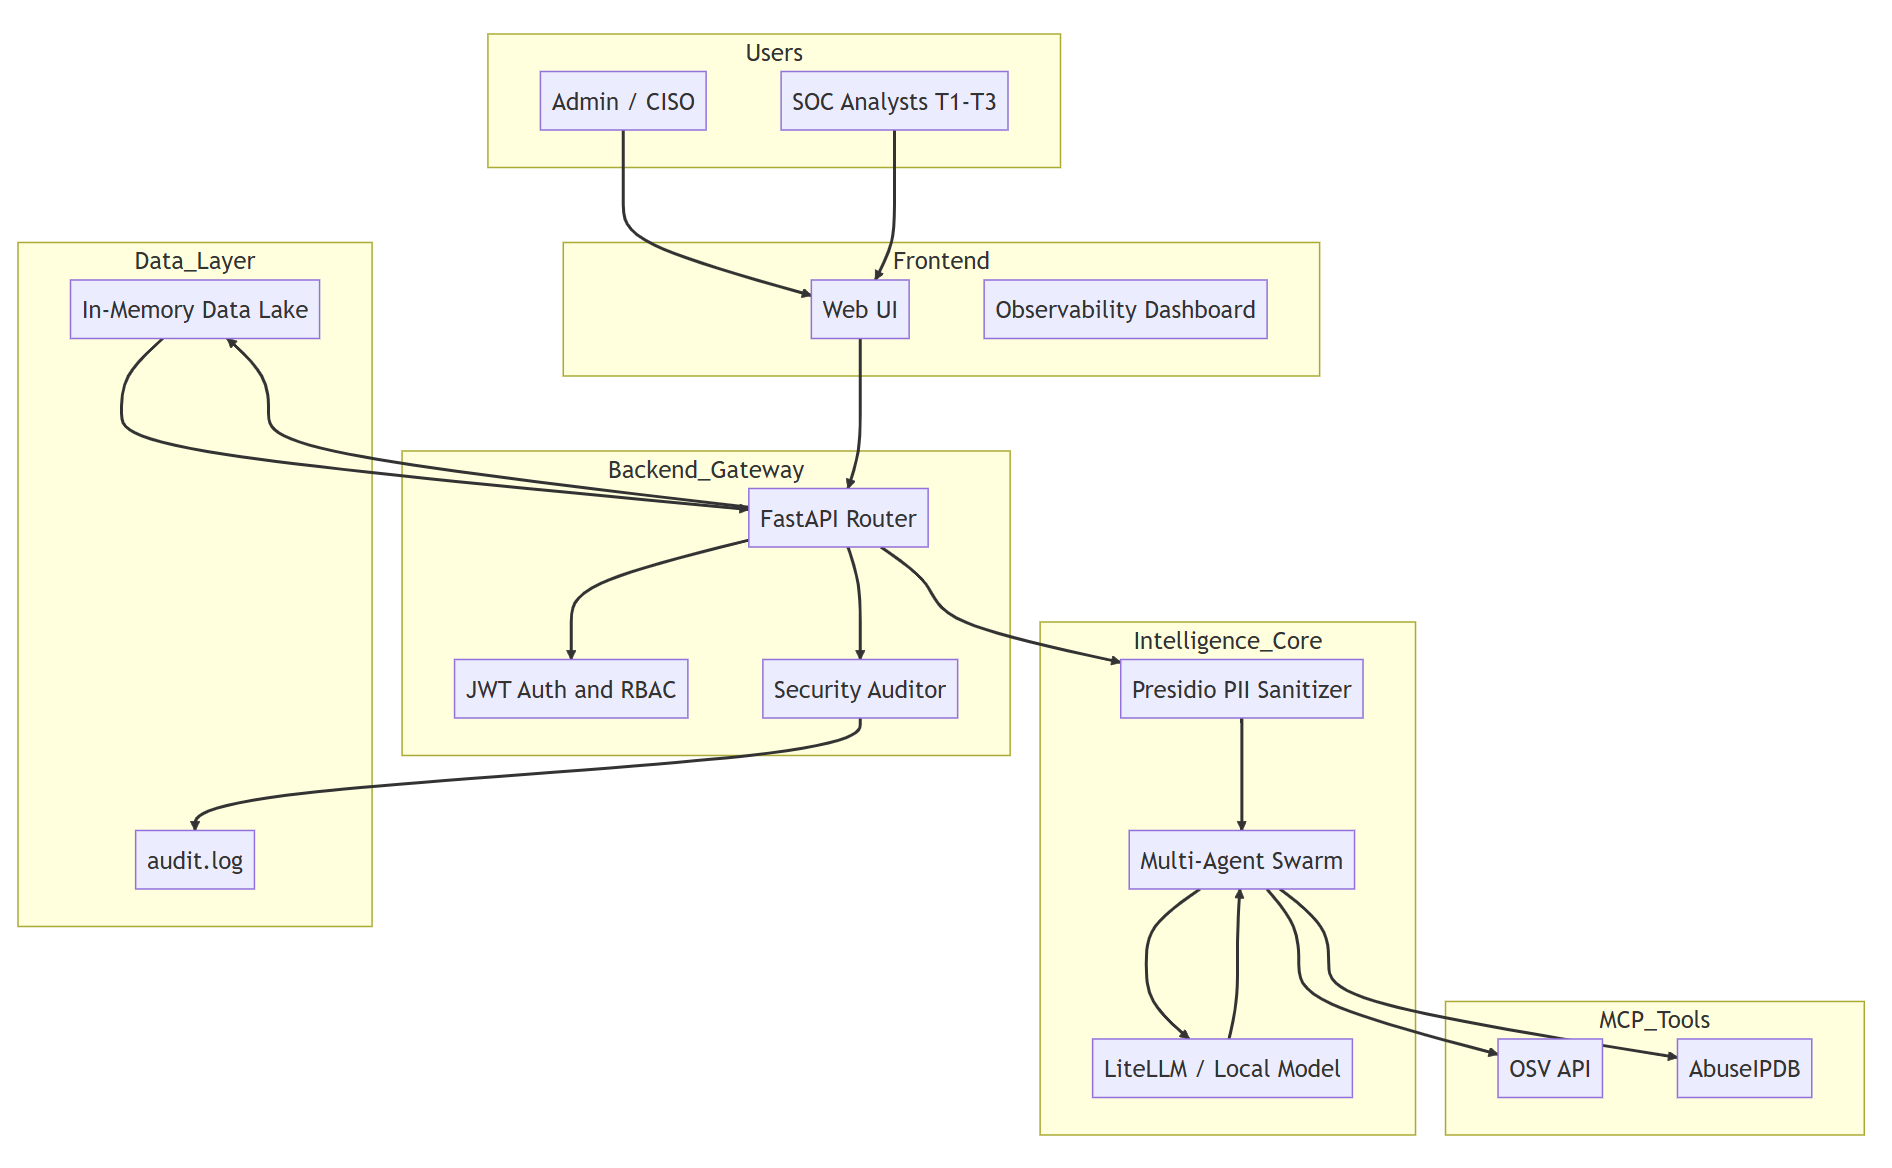 Users
Admin / CISO
SOC Analysts T1-T3
Data_Layer
In-Memory Data Lake
Frontend
Web UI
Observability Dashboard
Backend_Gateway
FastAPI Router
JWT Auth and RBAC
Security Auditor
Intelligence_Core
Presidio PII Sanitizer
audit.log
Multi-Agent Swarm
LiteLLM / Local Model
MCP_Tools
OSV API
AbuseIPDB